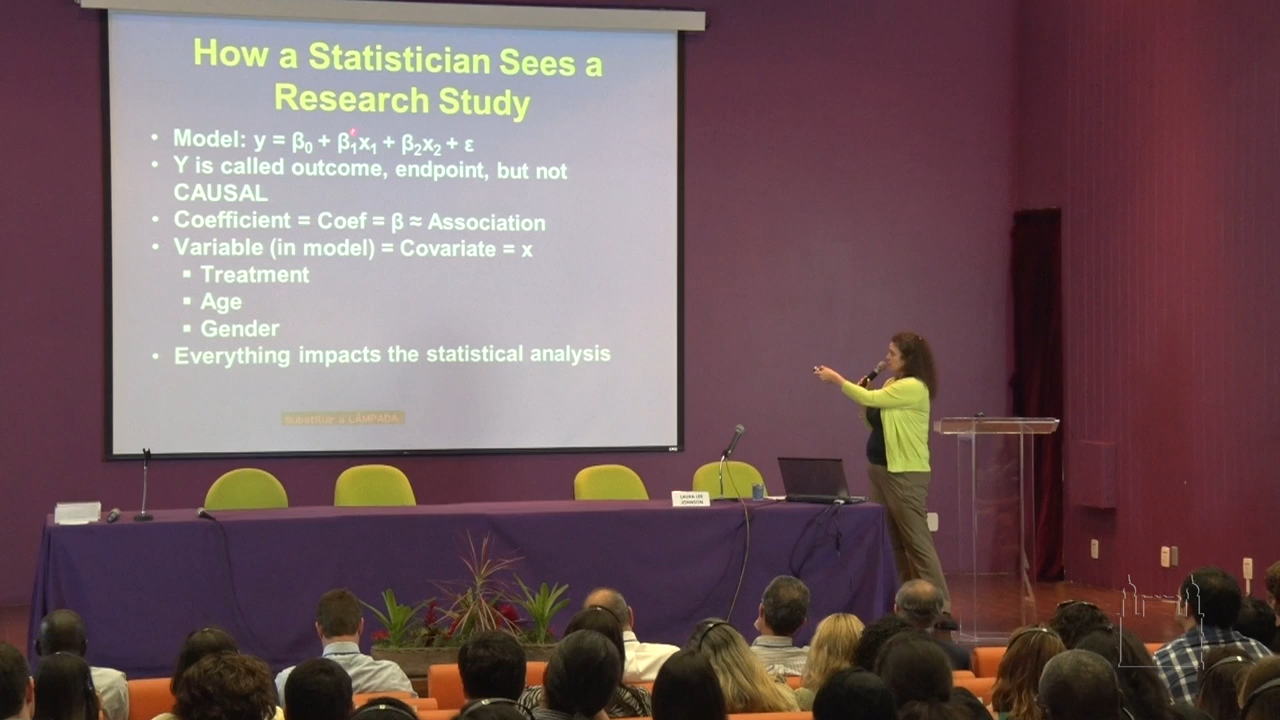 How a Statistician Sees a
Research Study
• Model: y = β₀ + β₁x₁ + β₂x₂ + ε
• Y is called outcome, endpoint, but not
CAUSAL
• Coefficient = Coef = β ≈ Association
• Variable (in model) = Covariate = x
▪ Treatment
▪ Age
▪ Gender
• Everything impacts the statistical analysis
Substituir a LÂMPADA
LAURA LEE
JOHNSON